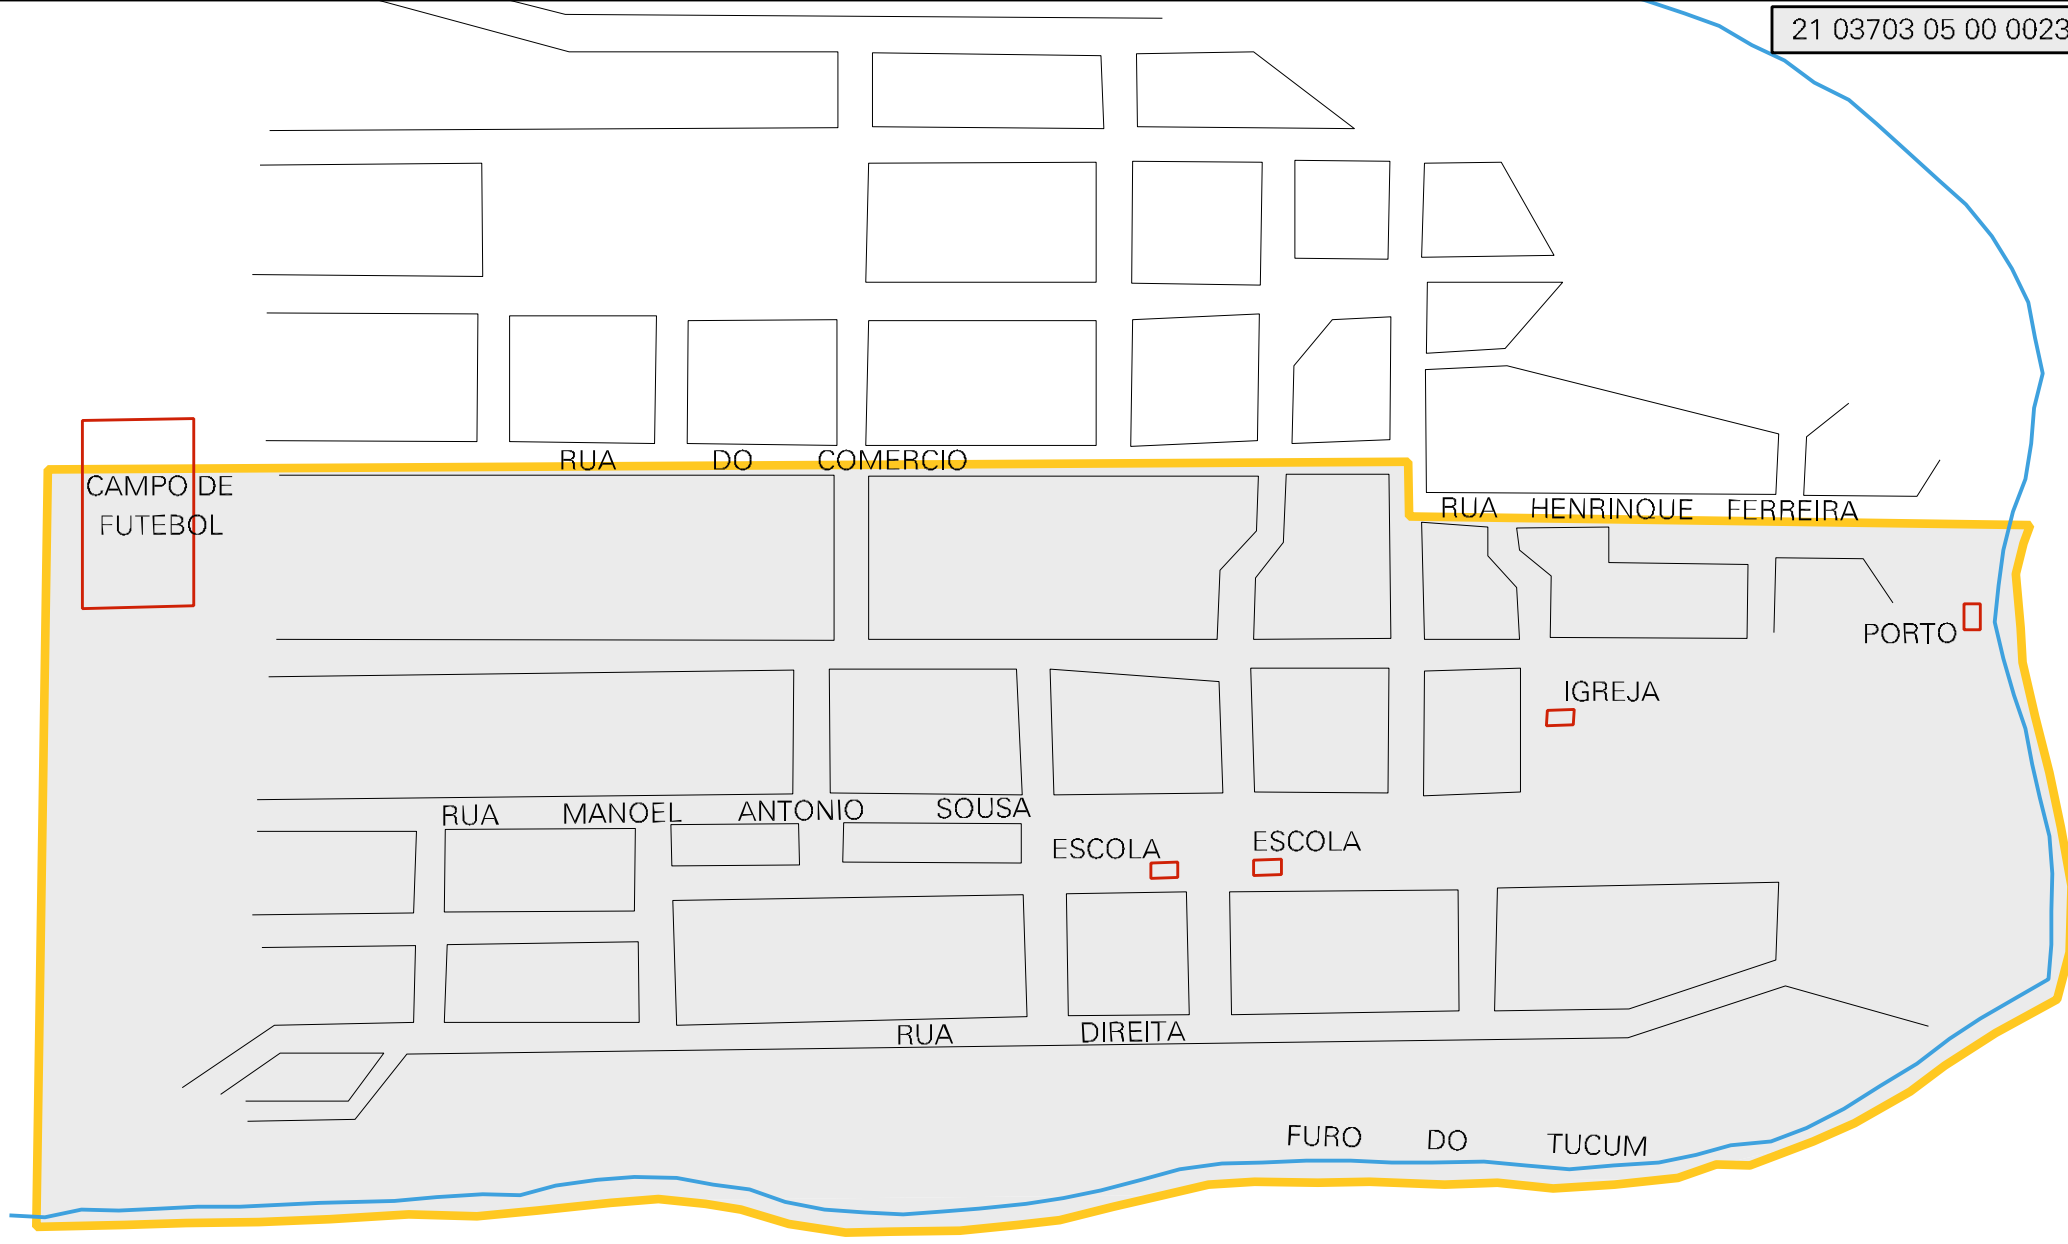 21 03703 05 00 0023
RUA DO COMERCIO
CAMPO DE
FUTEBOL
RUA HENRINQUE FERREIRA
PORTO
IGREJA
RUA MANOEL ANTONIO SOUSA
ESCOLA
ESCOLA
RUA DIREITA
FURO DO TUCUM